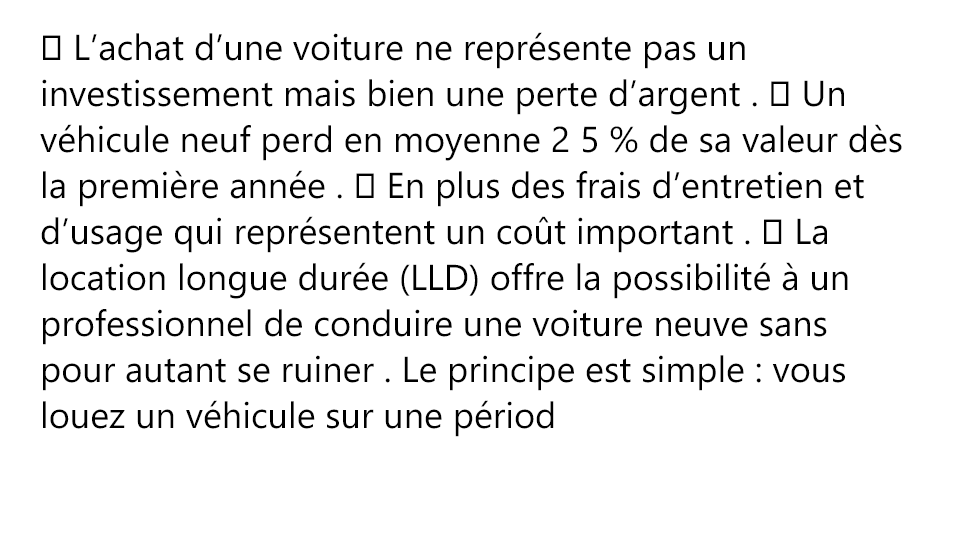 ▯ L’achat d’une voiture ne représente pas un
investissement mais bien une perte d’argent . ▯ Un
véhicule neuf perd en moyenne 2 5 % de sa valeur dès
la première année . ▯ En plus des frais d’entretien et
d’usage qui représentent un coût important . ▯ La
location longue durée (LLD) offre la possibilité à un
professionnel de conduire une voiture neuve sans
pour autant se ruiner . Le principe est simple : vous
louez un véhicule sur une périod